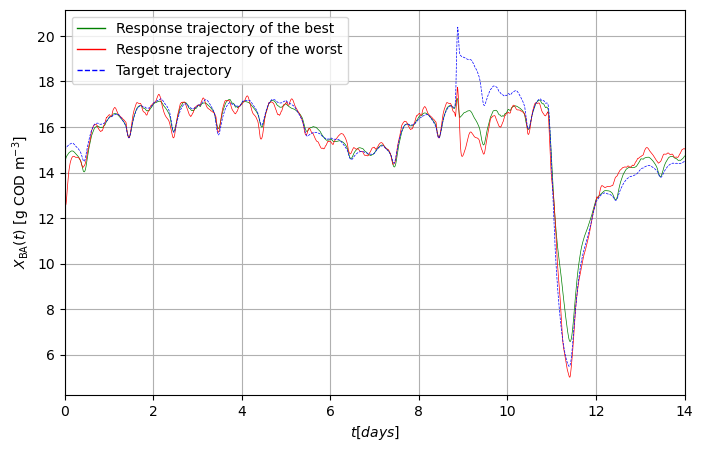 Response trajectory of the best
Resposne trajectory of the worst
Target trajectory
20
18
16
14
12
10
8
6
X_BA(t) [g COD m⁻³]
0 2 4 6 8 10 12 14
t[days]